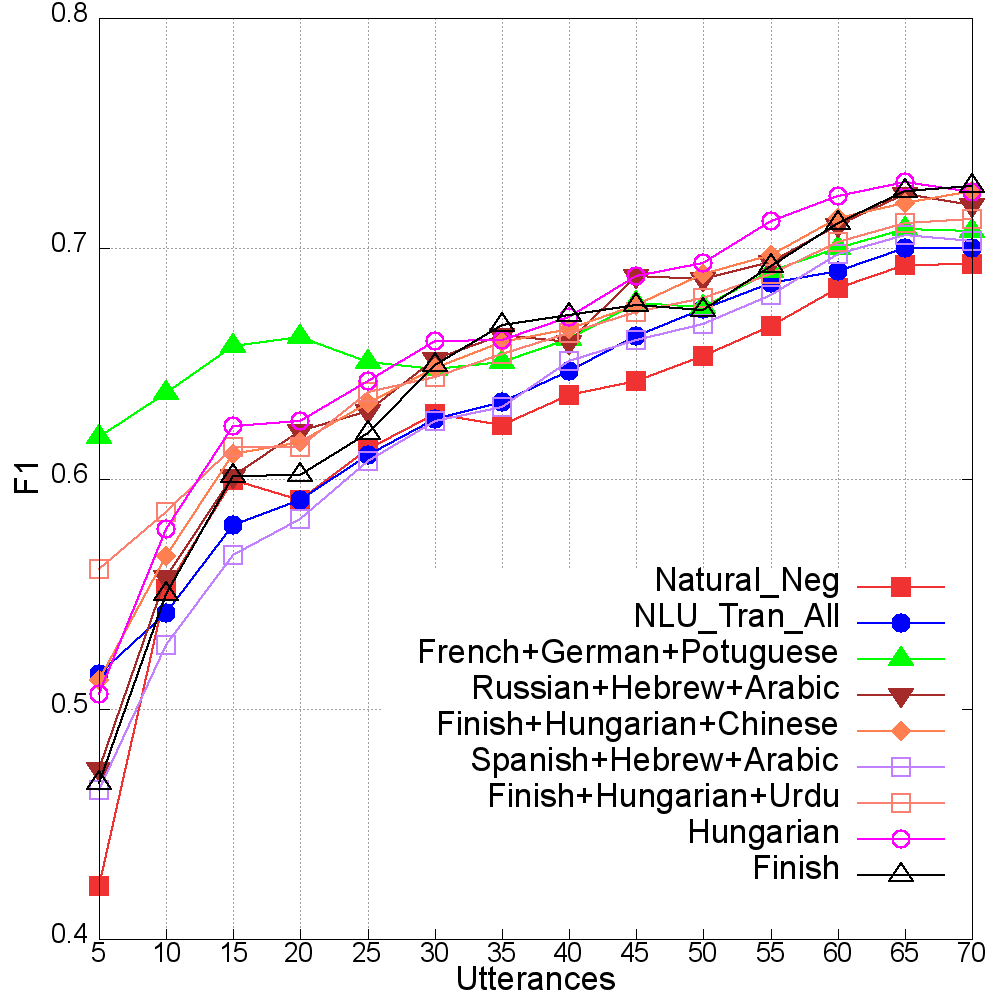 0.8
0.7
0.6
0.5
0.4
F1
Natural_Neg
NLU_Tran_All
French+German+Potuguese
Russian+Hebrew+Arabic
Finish+Hungarian+Chinese
Spanish+Hebrew+Arabic
Finish+Hungarian+Urdu
Hungarian
Finish
5 10 15 20 25 30 35 40 45 50 55 60 65 70
Utterances